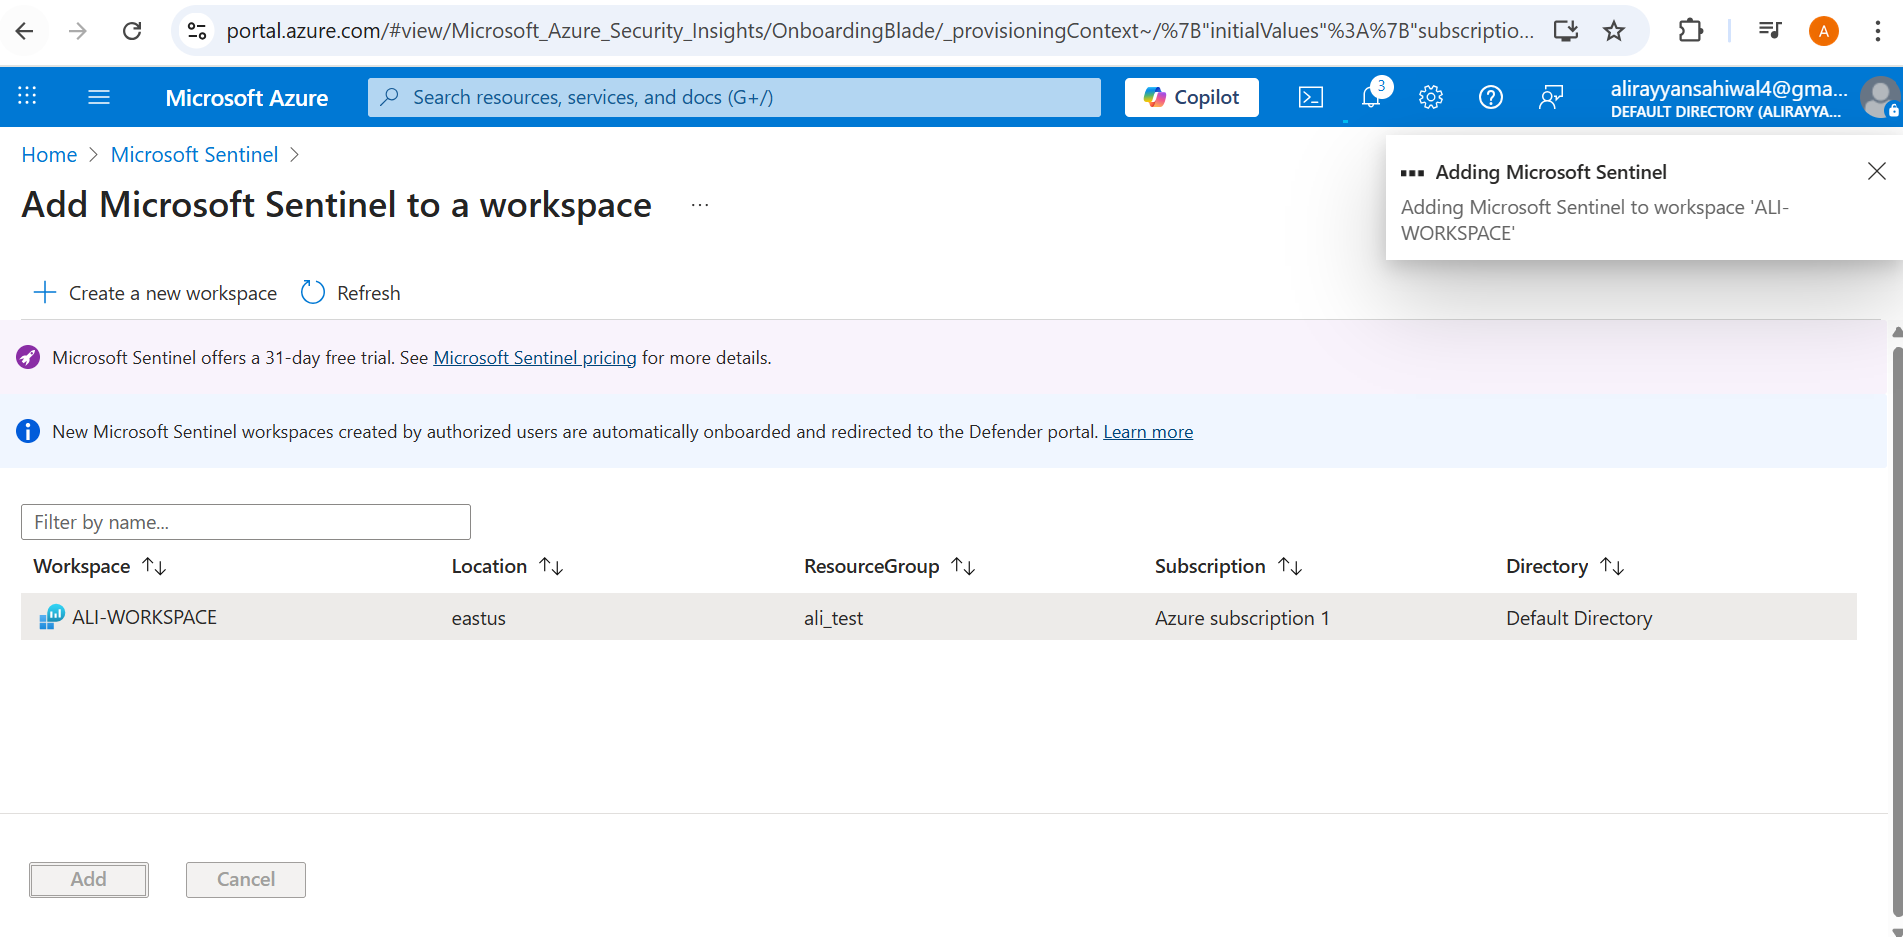 portal.azure.com/#view/Microsoft_Azure_Security_Insights/OnboardingBlade/_provisioningContext~/%7B"initialValues"%3A%7B"subscriptio...
A
Microsoft Azure
Search resources, services, and docs (G+/)
Copilot
3
alirayyansahiwal4@gma...
DEFAULT DIRECTORY (ALIRAYYA...
Home > Microsoft Sentinel >
Add Microsoft Sentinel to a workspace ...
Adding Microsoft Sentinel
Adding Microsoft Sentinel to workspace 'ALI-
WORKSPACE'
Create a new workspace Refresh
Microsoft Sentinel offers a 31-day free trial. See Microsoft Sentinel pricing for more details.
New Microsoft Sentinel workspaces created by authorized users are automatically onboarded and redirected to the Defender portal. Learn more
Filter by name...
Workspace ↑↓ Location ↑↓ ResourceGroup ↑↓ Subscription ↑↓ Directory ↑↓
ALI-WORKSPACE eastus ali_test Azure subscription 1 Default Directory
Add Cancel